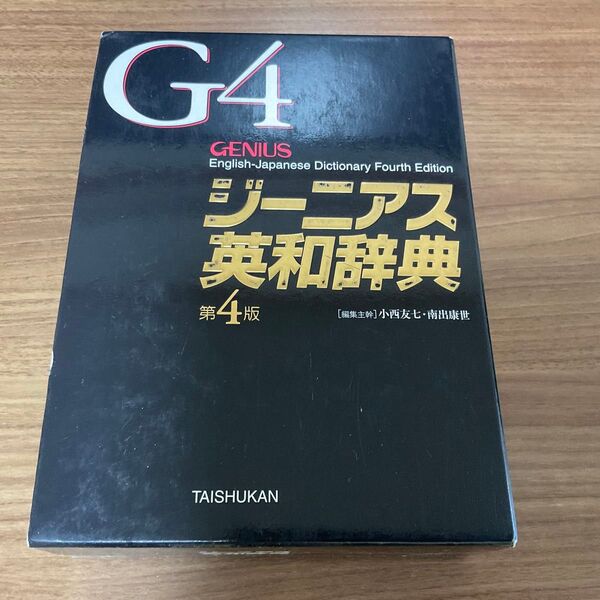 G4
GENIUS
English-Japanese Dictionary Fourth Edition
ジーニアス
英和辞典
第4版
[編集主幹] 小西友七・南出康世
TAISHUKAN